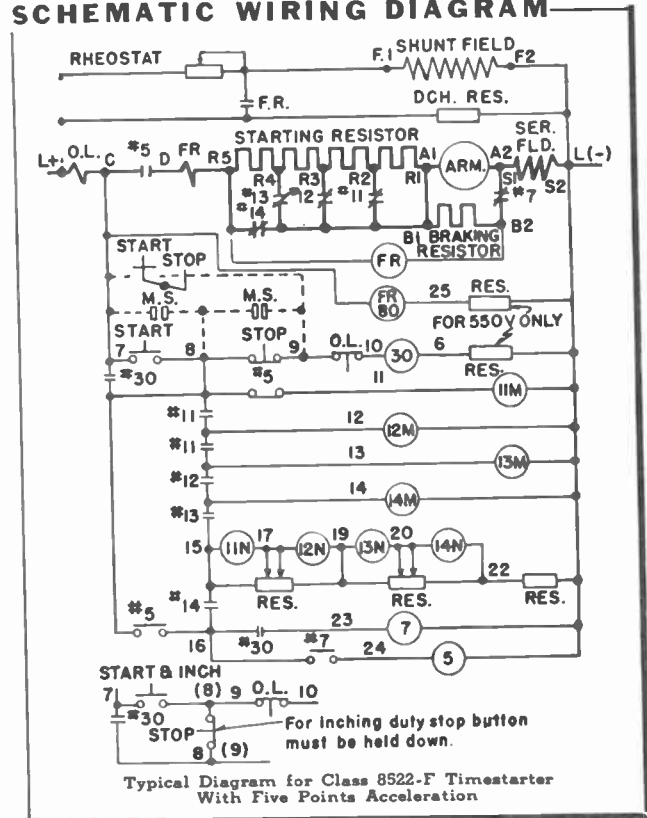 SCHEMATIC WIRING DIAGRAM
RHEOSTAT F.1 SHUNT FIELD F2
F.R. DCH. RES.
STARTING RESISTOR SER. FLD.
L+ O.L. C #5 D FR R5 R4 R3 R2 R1 A1 ARM. A2 S1 S2 L(-)
#13 #12 #11 #7
#14
B1 BRAKING RESISTOR B2
FR
START STOP
FR BO 25 RES.
M.S. M.S.
FOR 550V ONLY
START STOP
7 8 9 O.L. 10 30 6 RES.
#30 #5 11 11M
#11 12 12M
#11 13 13M
#12 14 14M
#13
15 11N 17 12N 19 13N 20 14N
22
RES. RES. RES.
#5 #14
16 #30 23 7
#7 24 5
START & INCH
7 (8) 9 O.L. 10
#30
STOP
For inching duty stop button
must be held down.
8 (9)
Typical Diagram for Class 8522-F Timestarter
With Five Points Acceleration